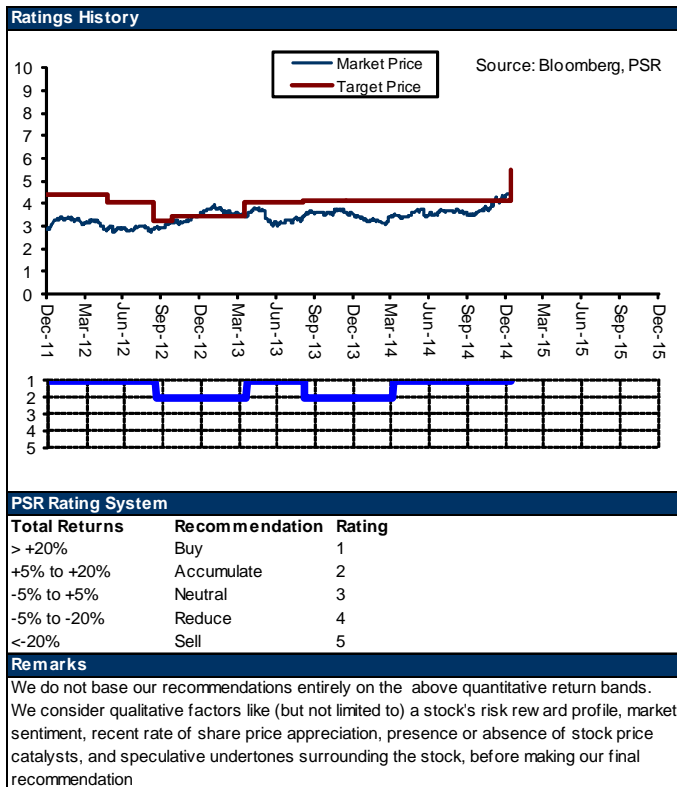 Ratings History
Market Price
Target Price
Source: Bloomberg, PSR
10
9
8
7
6
5
4
3
2
1
0
Dec-11
Mar-12
Jun-12
Sep-12
Dec-12
Mar-13
Jun-13
Sep-13
Dec-13
Mar-14
Jun-14
Sep-14
Dec-14
Mar-15
Jun-15
Sep-15
Dec-15
1
2
3
4
5
PSR Rating System
Total Returns Recommendation Rating
> +20% Buy 1
+5% to +20% Accumulate 2
-5% to +5% Neutral 3
-5% to -20% Reduce 4
<-20% Sell 5
Remarks
We do not base our recommendations entirely on the above quantitative return bands.
We consider qualitative factors like (but not limited to) a stock's risk reward profile, market
sentiment, recent rate of share price appreciation, presence or absence of stock price
catalysts, and speculative undertones surrounding the stock, before making our final
recommendation